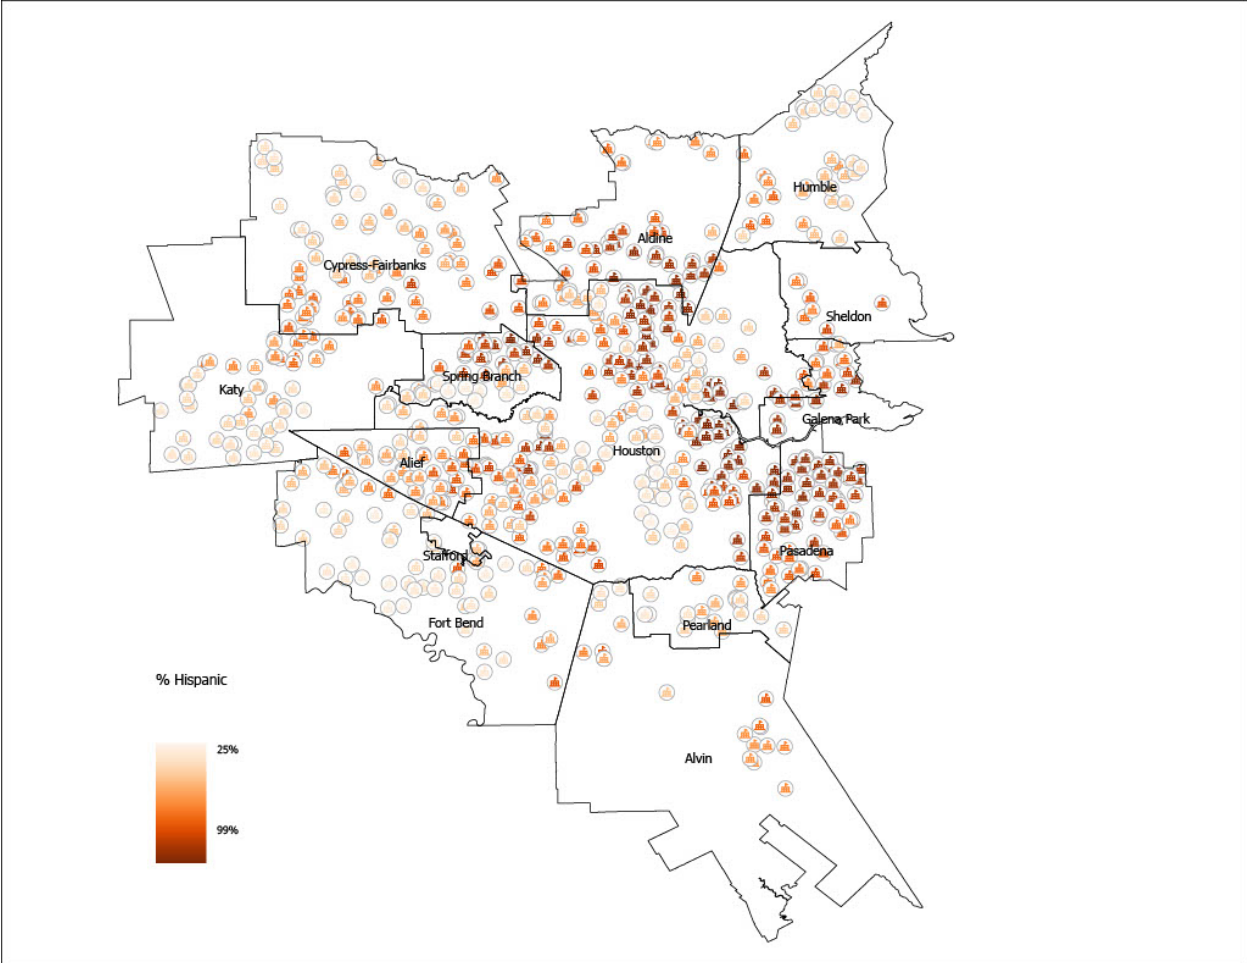 Humble
Aldine
Cypress-Fairbanks
Sheldon
Spring Branch
Katy
Galena Park
Houston
Alief
Pasadena
Stafford
Fort Bend
Pearland
% Hispanic
25%
Alvin
99%